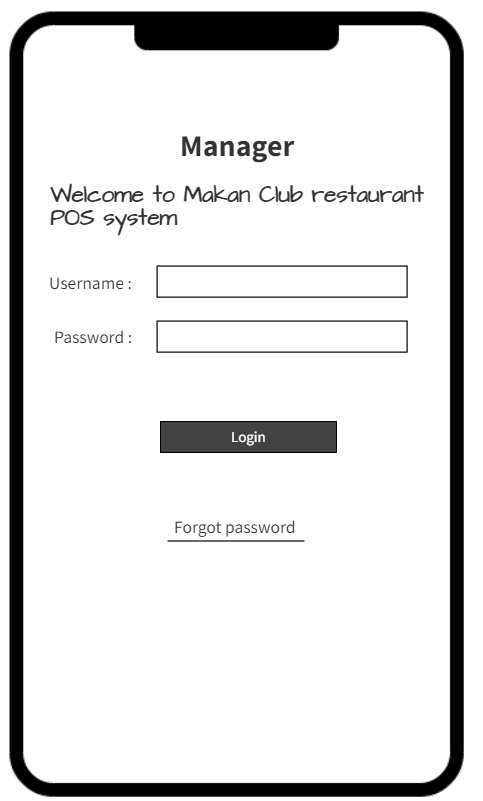 Manager
Welcome to Makan Club restaurant
POS system
Username :
Password :
Login
Forgot password